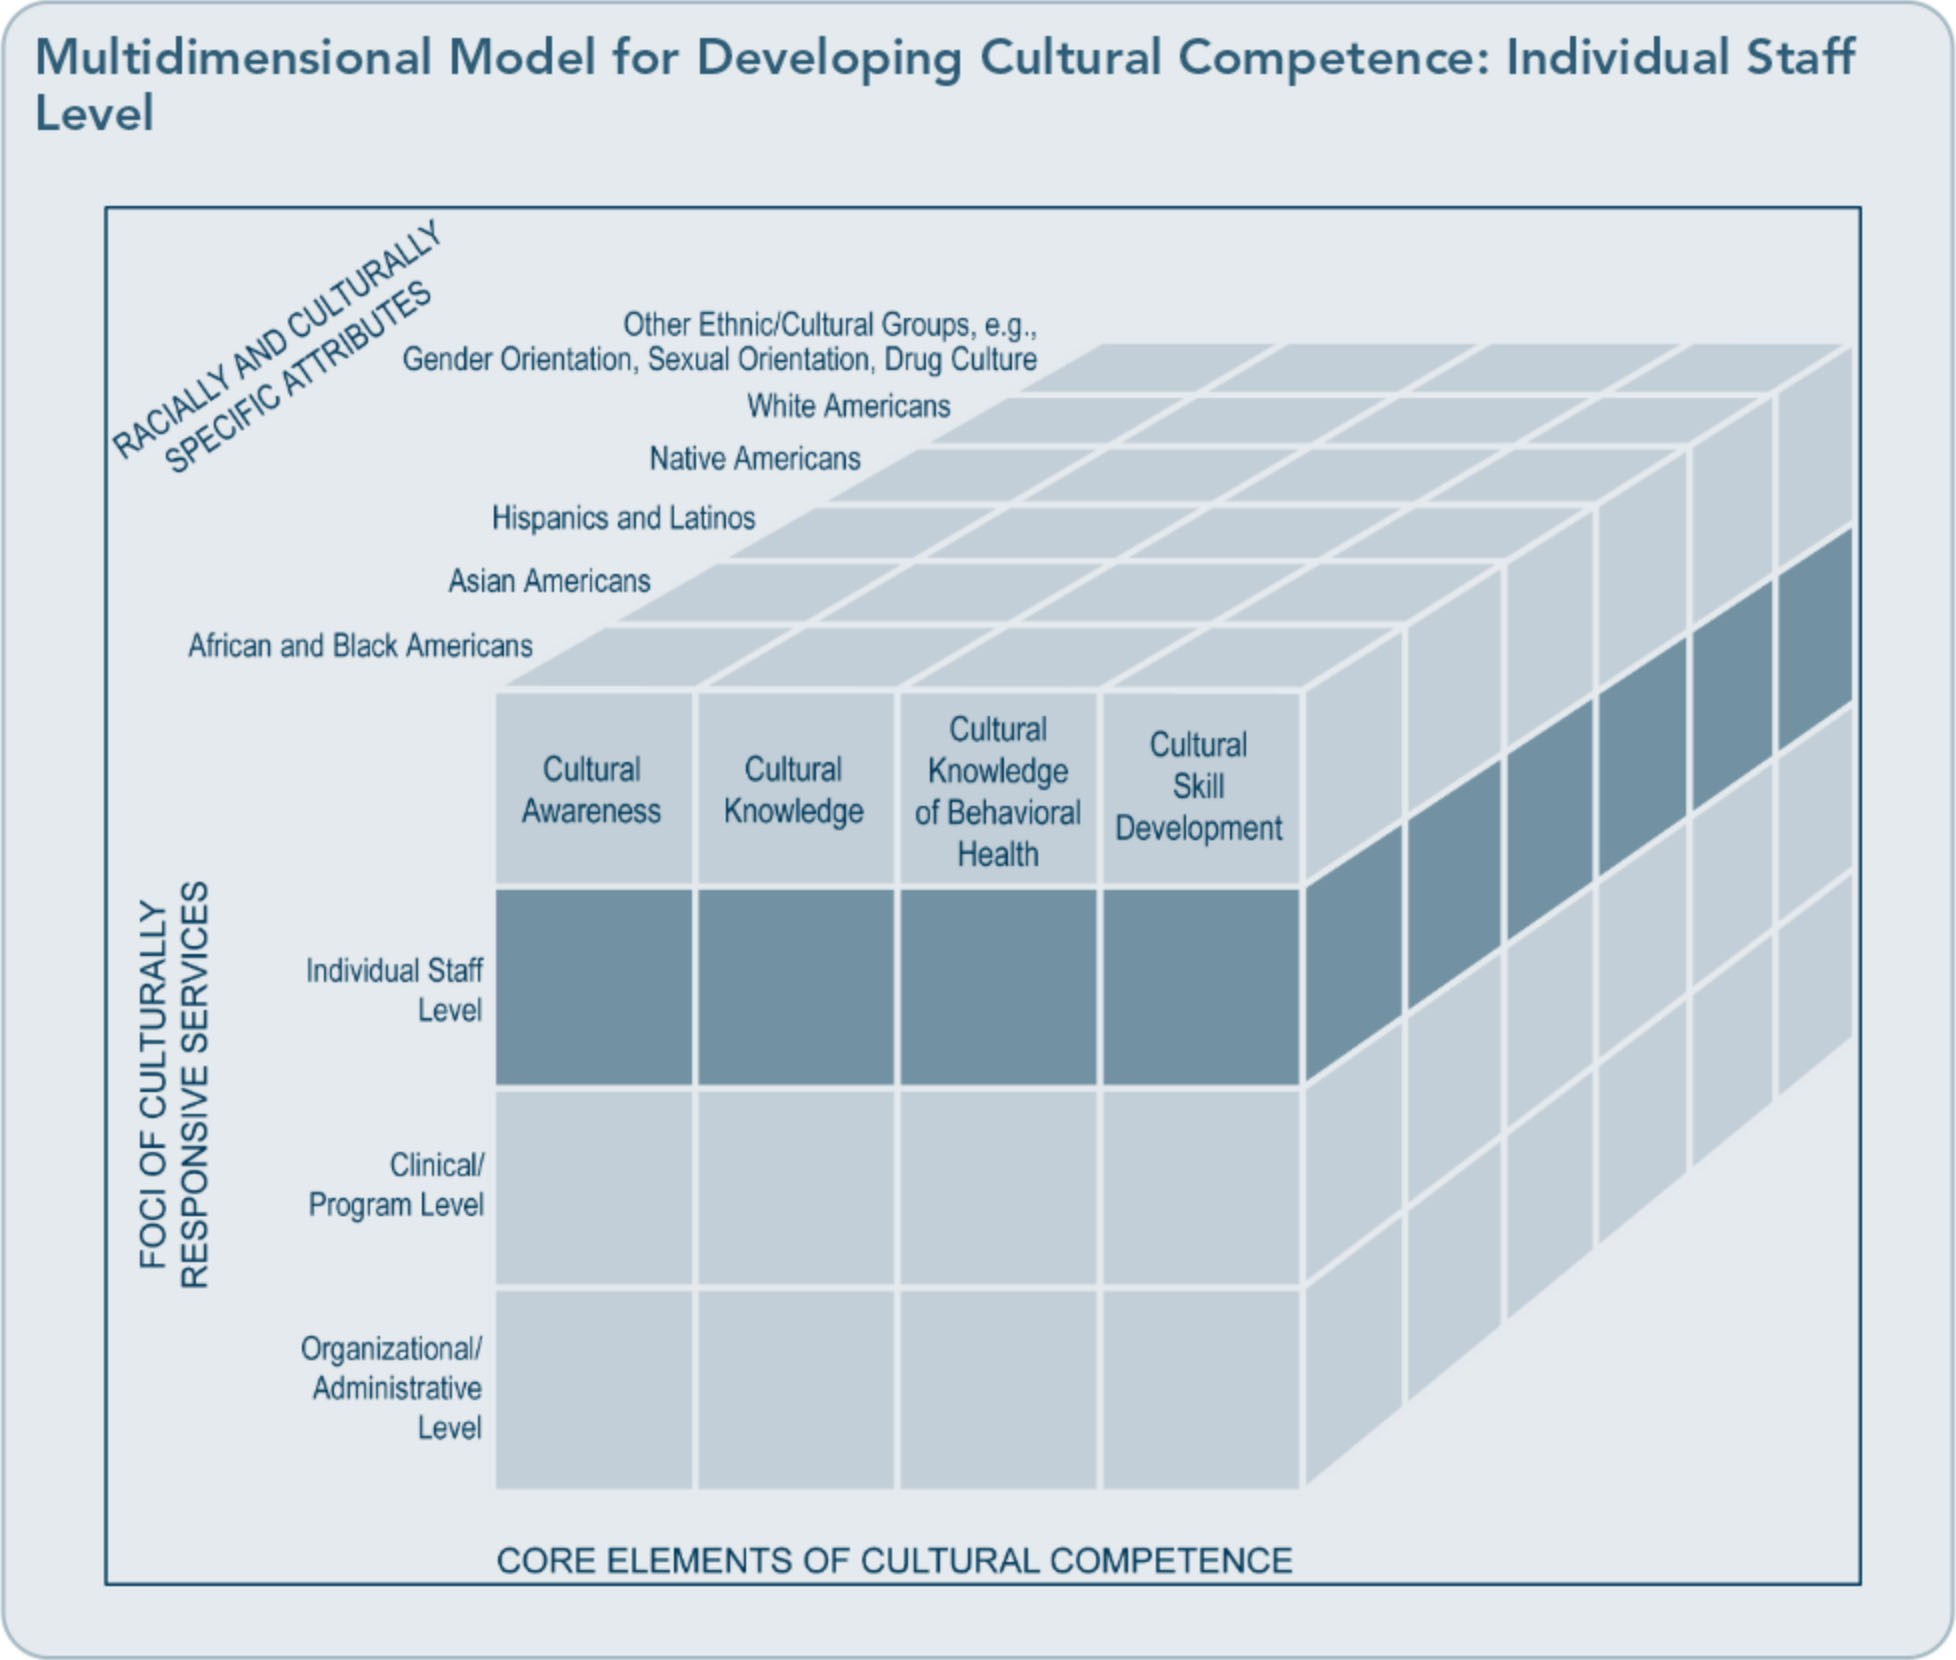 Multidimensional Model for Developing Cultural Competence: Individual Staff
Level
RACIALLY AND CULTURALLY
SPECIFIC ATTRIBUTES
Other Ethnic/Cultural Groups, e.g.,
Gender Orientation, Sexual Orientation, Drug Culture
White Americans
Native Americans
Hispanics and Latinos
Asian Americans
African and Black Americans
Cultural
Awareness
Cultural
Knowledge
Cultural
Knowledge
of Behavioral
Health
Cultural
Skill
Development
FOCI OF CULTURALLY
RESPONSIVE SERVICES
Individual Staff
Level
Clinical/
Program Level
Organizational/
Administrative
Level
CORE ELEMENTS OF CULTURAL COMPETENCE